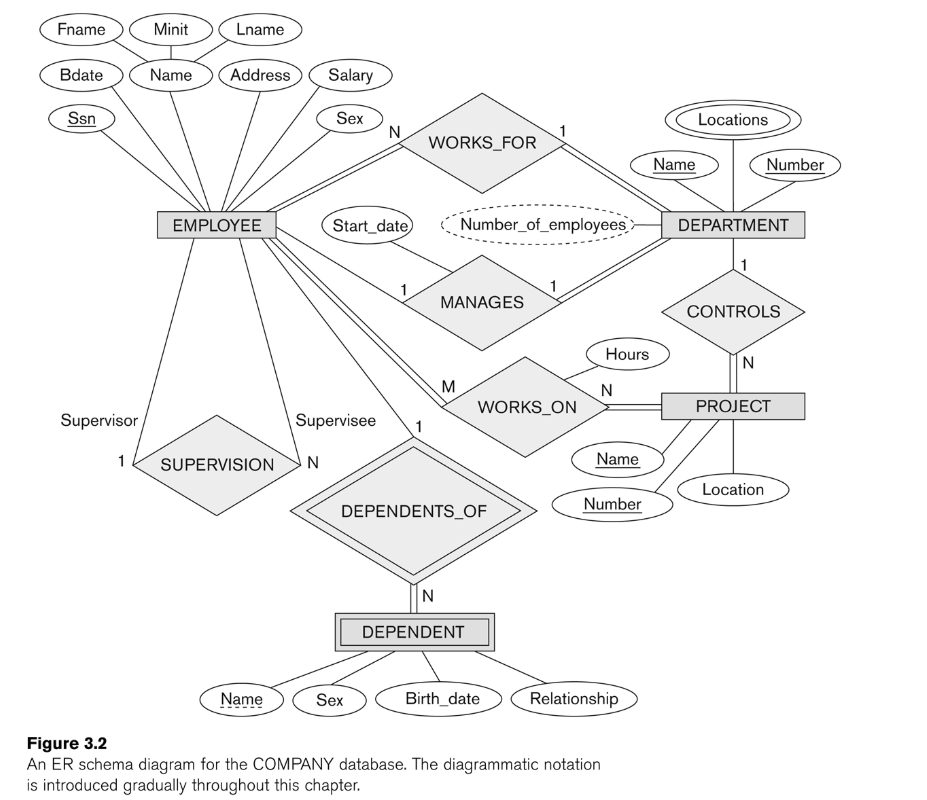 Fname Minit Lname
Bdate Name Address Salary
Ssn Sex
N WORKS_FOR 1
Locations
Name Number
EMPLOYEE
Start_date
Number_of_employees
DEPARTMENT
1 MANAGES 1
1
CONTROLS
N
Hours
M WORKS_ON N
PROJECT
Name
Number
Location
Supervisor Supervisee
1 SUPERVISION N
1
DEPENDENTS_OF
N
DEPENDENT
Name Sex Birth_date Relationship
Figure 3.2
An ER schema diagram for the COMPANY database. The diagrammatic notation
is introduced gradually throughout this chapter.